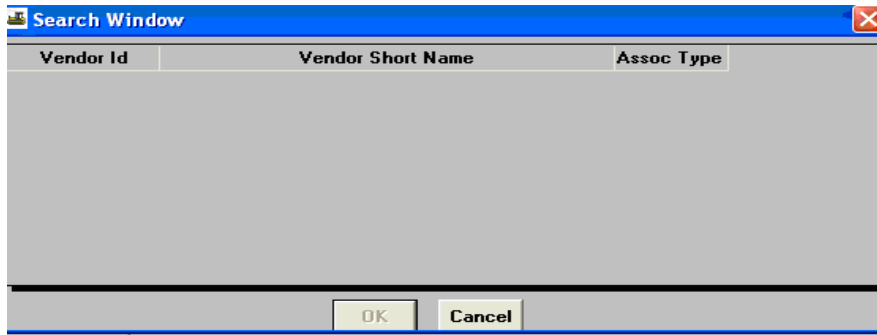 Search Window
Vendor Id Vendor Short Name Assoc Type
OK Cancel